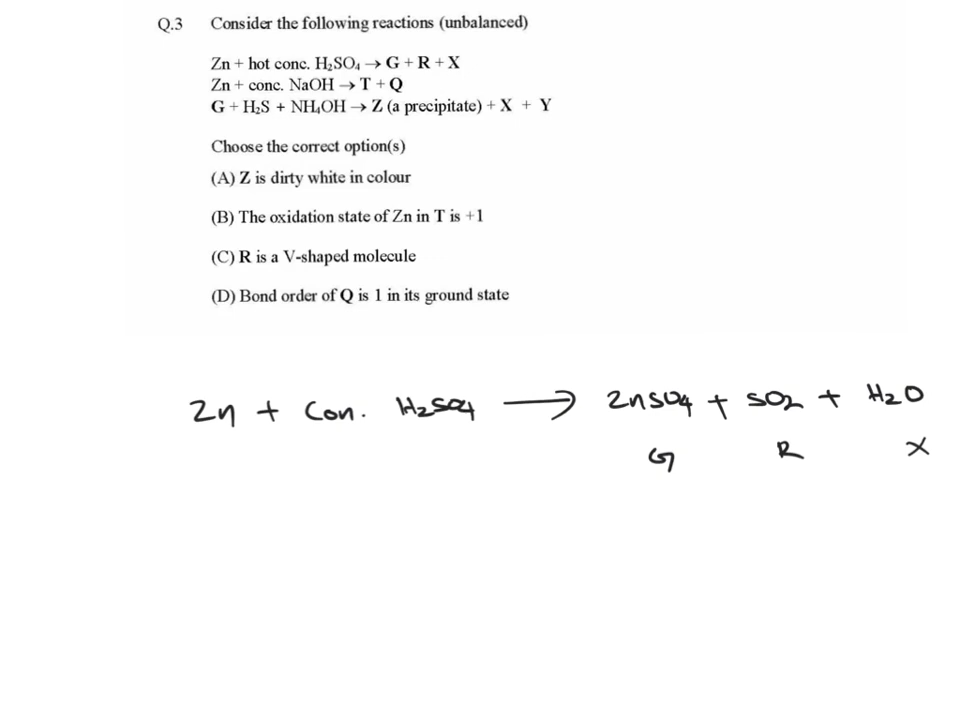 Q.3 Consider the following reactions (unbalanced)
Zn + hot conc. H₂SO₄ → G + R + X
Zn + conc. NaOH → T + Q
G + H₂S + NH₄OH → Z (a precipitate) + X + Y
Choose the correct option(s)
(A) Z is dirty white in colour
(B) The oxidation state of Zn in T is +1
(C) R is a V-shaped molecule
(D) Bond order of Q is 1 in its ground state
Zn + Con. H₂SO₄ → ZnSO₄ + SO₂ + H₂O
G R X